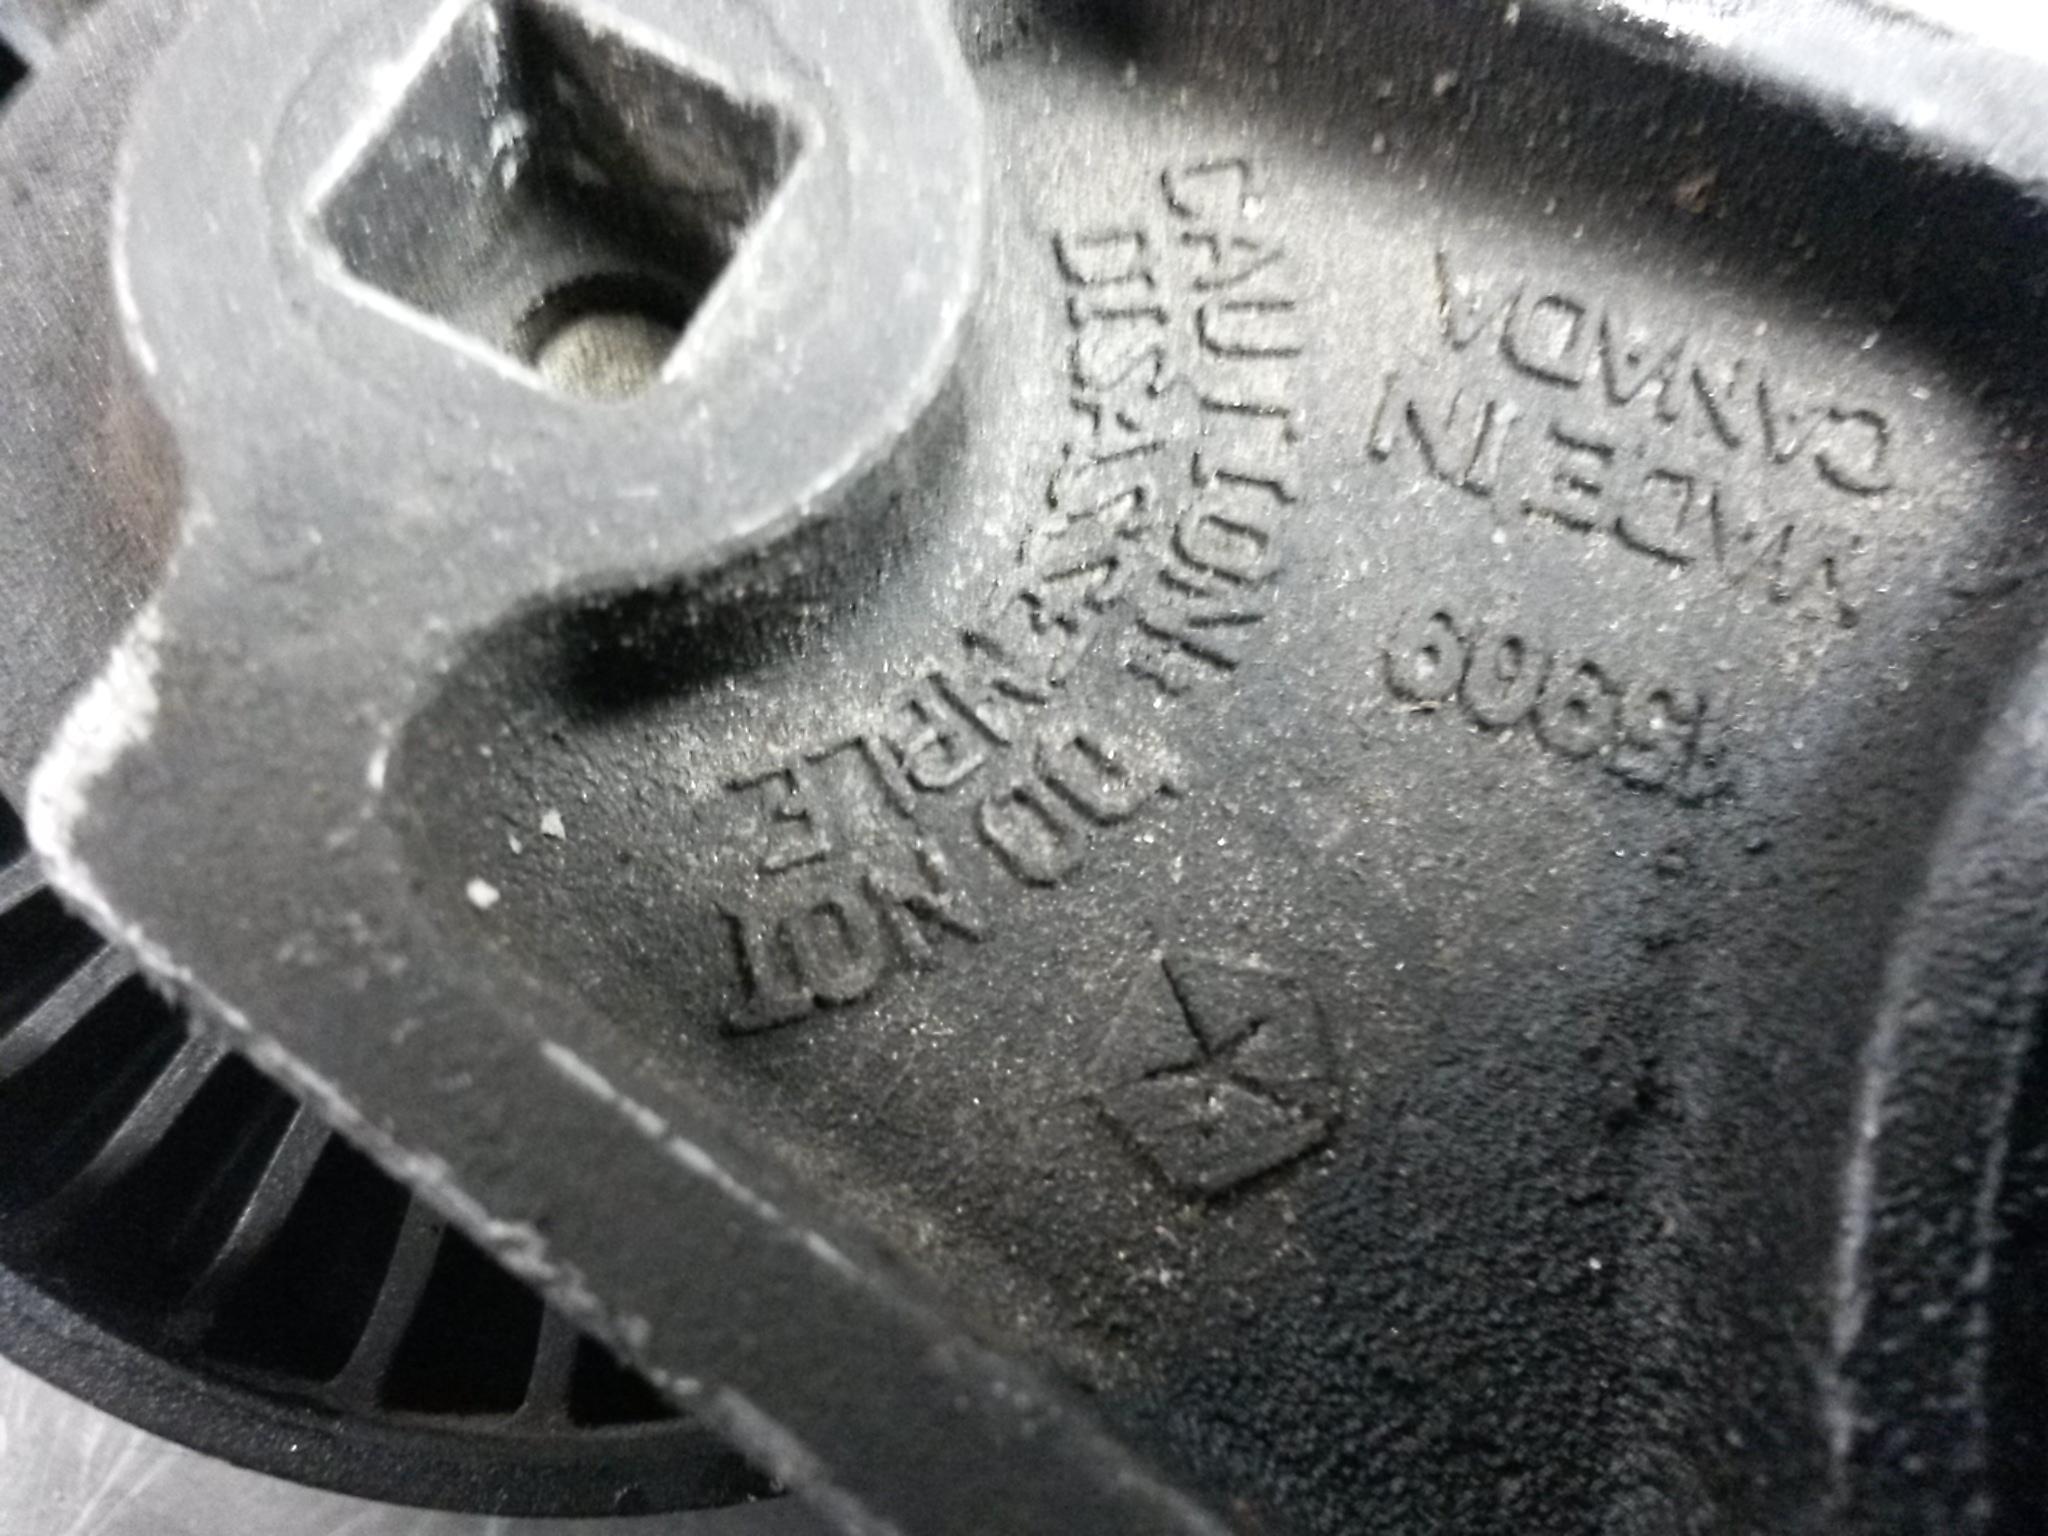 CAUTION! DO NOT
DISASSEMBLE
MADE IN
CANADA